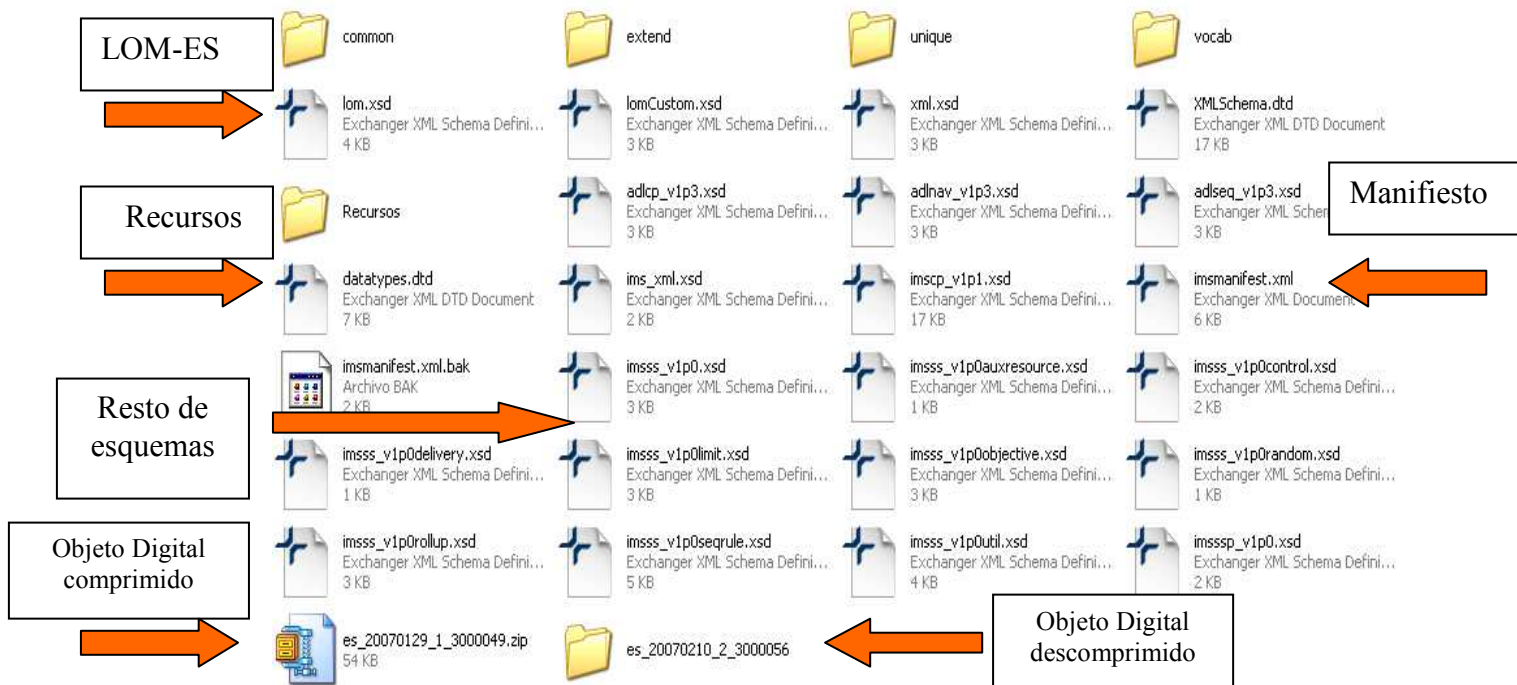 LOM-ES
common
extend
unique
vocab
lom.xsd
Exchanger XML Schema Defini...
4 KB
lomCustom.xsd
Exchanger XML Schema Defini...
3 KB
xml.xsd
Exchanger XML Schema Defini...
3 KB
XMLSchema.dtd
Exchanger XML DTD Document
17 KB
Recursos
Recursos
adlcp_v1p3.xsd
Exchanger XML Schema Defini...
3 KB
adlnav_v1p3.xsd
Exchanger XML Schema Defini...
3 KB
adlseq_v1p3.xsd
Exchanger XML Scher
3 KB
Manifiesto
datatypes.dtd
Exchanger XML DTD Document
7 KB
ims_xml.xsd
Exchanger XML Schema Defini...
2 KB
imscp_v1p1.xsd
Exchanger XML Schema Defini...
17 KB
imsmanifest.xml
Exchanger XML Document
6 KB
Resto de
esquemas
imsmanifest.xml.bak
Archivo BAK
2 KB
imsss_v1p0.xsd
Exchanger XML Schema Defini...
3 KB
imsss_v1p0auxresource.xsd
Exchanger XML Schema Defini...
1 KB
imsss_v1p0control.xsd
Exchanger XML Schema Defini...
2 KB
imsss_v1p0delivery.xsd
Exchanger XML Schema Defini...
1 KB
imsss_v1p0limit.xsd
Exchanger XML Schema Defini...
3 KB
imsss_v1p0objective.xsd
Exchanger XML Schema Defini...
3 KB
imsss_v1p0random.xsd
Exchanger XML Schema Defini...
1 KB
Objeto Digital
comprimido
imsss_v1p0rollup.xsd
Exchanger XML Schema Defini...
3 KB
imsss_v1p0seqrule.xsd
Exchanger XML Schema Defini...
5 KB
imsss_v1p0util.xsd
Exchanger XML Schema Defini...
4 KB
imsssp_v1p0.xsd
Exchanger XML Schema Defini...
2 KB
es_20070129_1_3000049.zip
54 KB
es_20070210_2_3000056
Objeto Digital
descomprimido